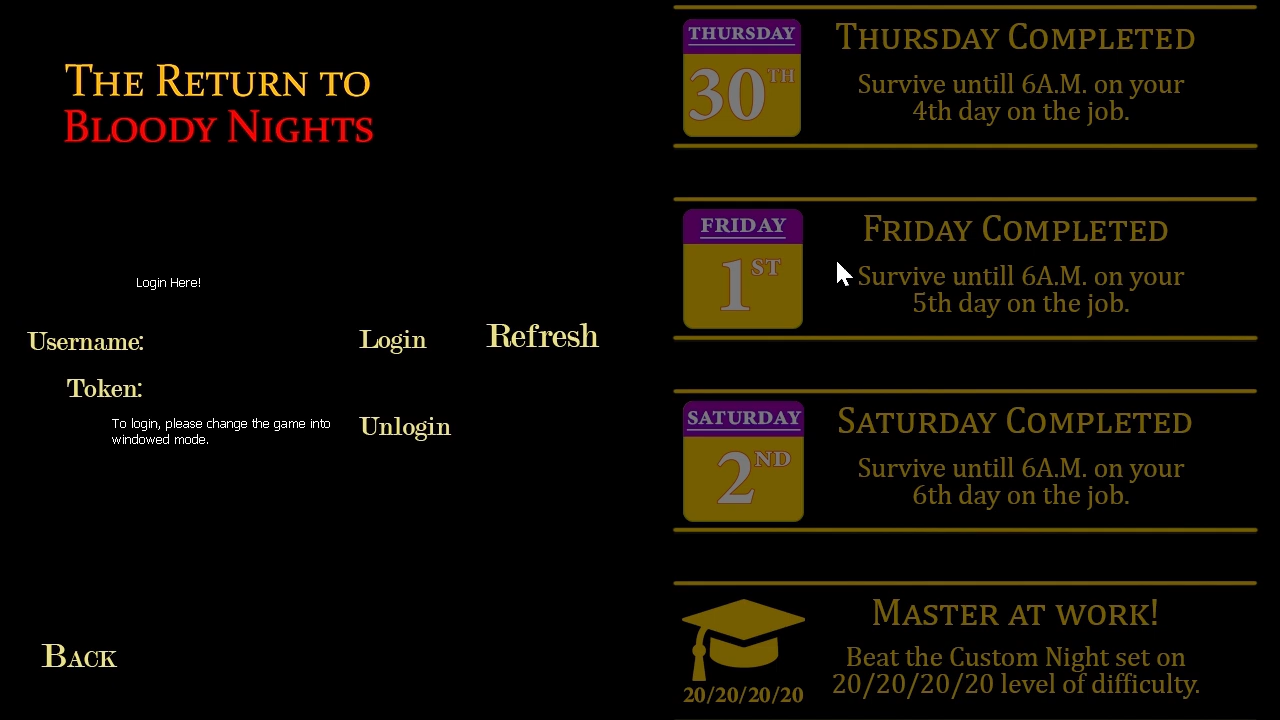 The Return to
Bloody Nights
Login Here!
Username:
Login
Refresh
Token:
To login, please change the game into
windowed mode.
Unlogin
Back
THURSDAY
30TH
Thursday Completed
Survive untill 6A.M. on your
4th day on the job.
FRIDAY
1ST
Friday Completed
Survive untill 6A.M. on your
5th day on the job.
SATURDAY
2ND
Saturday Completed
Survive untill 6A.M. on your
6th day on the job.
20/20/20/20
Master at work!
Beat the Custom Night set on
20/20/20/20 level of difficulty.